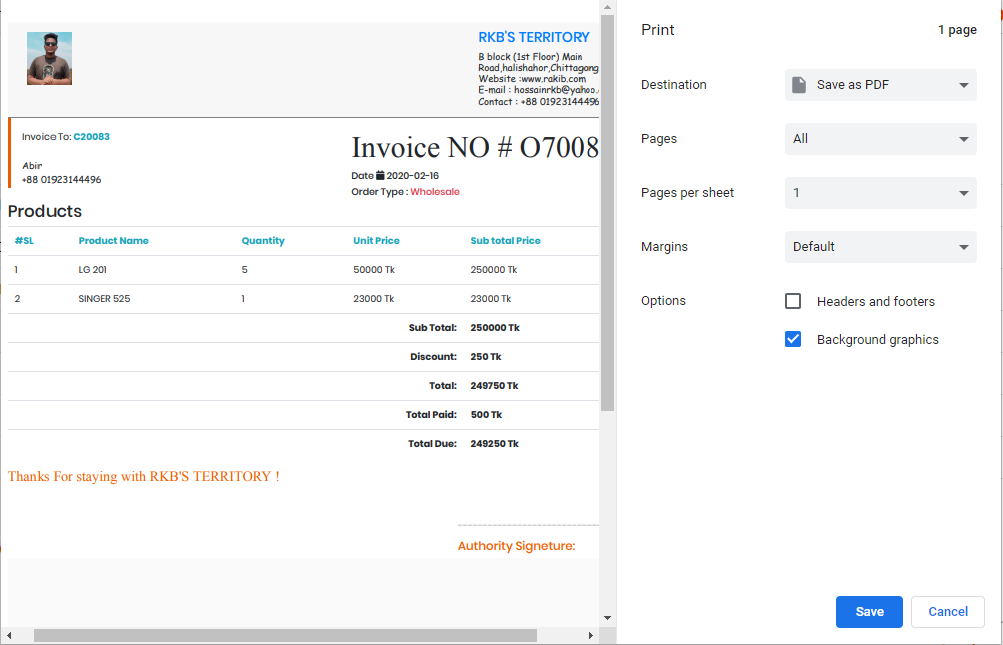 RKB'S TERRITORY
B block (1st Floor) Main
Road,halishahor,Chittagong
Website :www.rakib.com
E-mail : hossainrkb@yahoo.
Contact : +88 01923144496
Invoice To: C20083
Abir
+88 01923144496
Invoice NO # O7008
Date 2020-02-16
Order Type : Wholesale
Products
#SL Product Name Quantity Unit Price Sub total Price
1 LG 201 5 50000 Tk 250000 Tk
2 SINGER 525 1 23000 Tk 23000 Tk
Sub Total: 250000 Tk
Discount: 250 Tk
Total: 249750 Tk
Total Paid: 500 Tk
Total Due: 249250 Tk
Thanks For staying with RKB'S TERRITORY !
Authority Signeture:
Print 1 page
Destination Save as PDF
Pages All
Pages per sheet 1
Margins Default
Options Headers and footers
Background graphics
Save Cancel